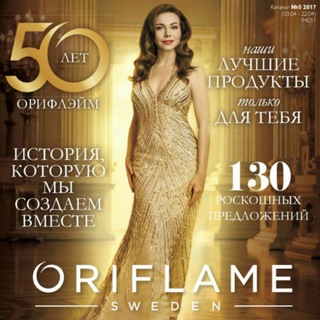 Каталог №5 2017
(03.04 - 22.04)
94051
50
ЛЕТ
ОРИФЛЭЙМ
наши
ЛУЧШИЕ
ПРОДУКТЫ
только
ДЛЯ ТЕБЯ
ИСТОРИЯ,
КОТОРУЮ
МЫ
СОЗДАЕМ
ВМЕСТЕ
130
РОСКОШНЫХ
ПРЕДЛОЖЕНИЙ
ORIFLAME
SWEDEN